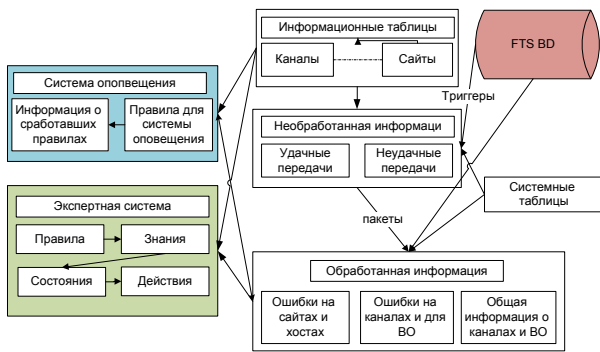 Информационные таблицы
Каналы
Сайты
FTS BD
Система оповвещения
Информация о
сработавших
правилах
Правила для
системы
оповещения
Триггеры
Необработанная информаци
Удачные
передачи
Неудачные
передачи
Экспертная система
Правила
Знания
Состояния
Действия
пакеты
Системные
таблицы
Обработанная информация
Ошибки на
сайтах и
хостах
Ошибки на
каналах и для
ВО
Общая
информация о
каналах и ВО